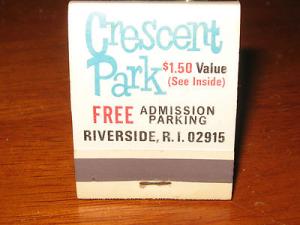 Crescent
Park $1.50 Value
(See Inside)
FREE ADMISSION
PARKING
RIVERSIDE, R.I. 02915